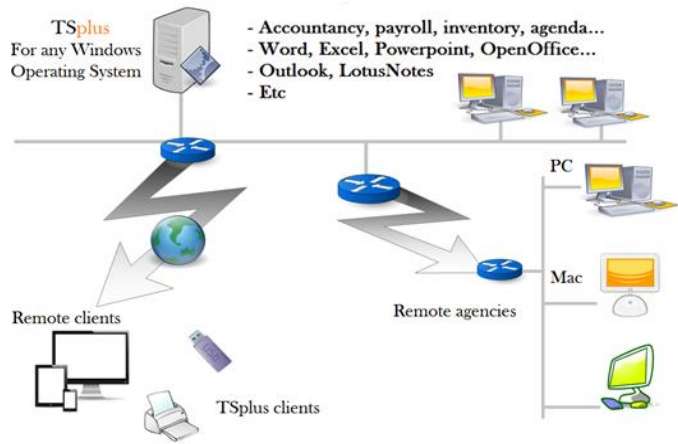 TSplus
For any Windows
Operating System
- Accountancy, payroll, inventory, agenda...
- Word, Excel, Powerpoint, OpenOffice...
- Outlook, LotusNotes
- Etc
PC
Mac
Remote agencies
Remote clients
TSplus clients